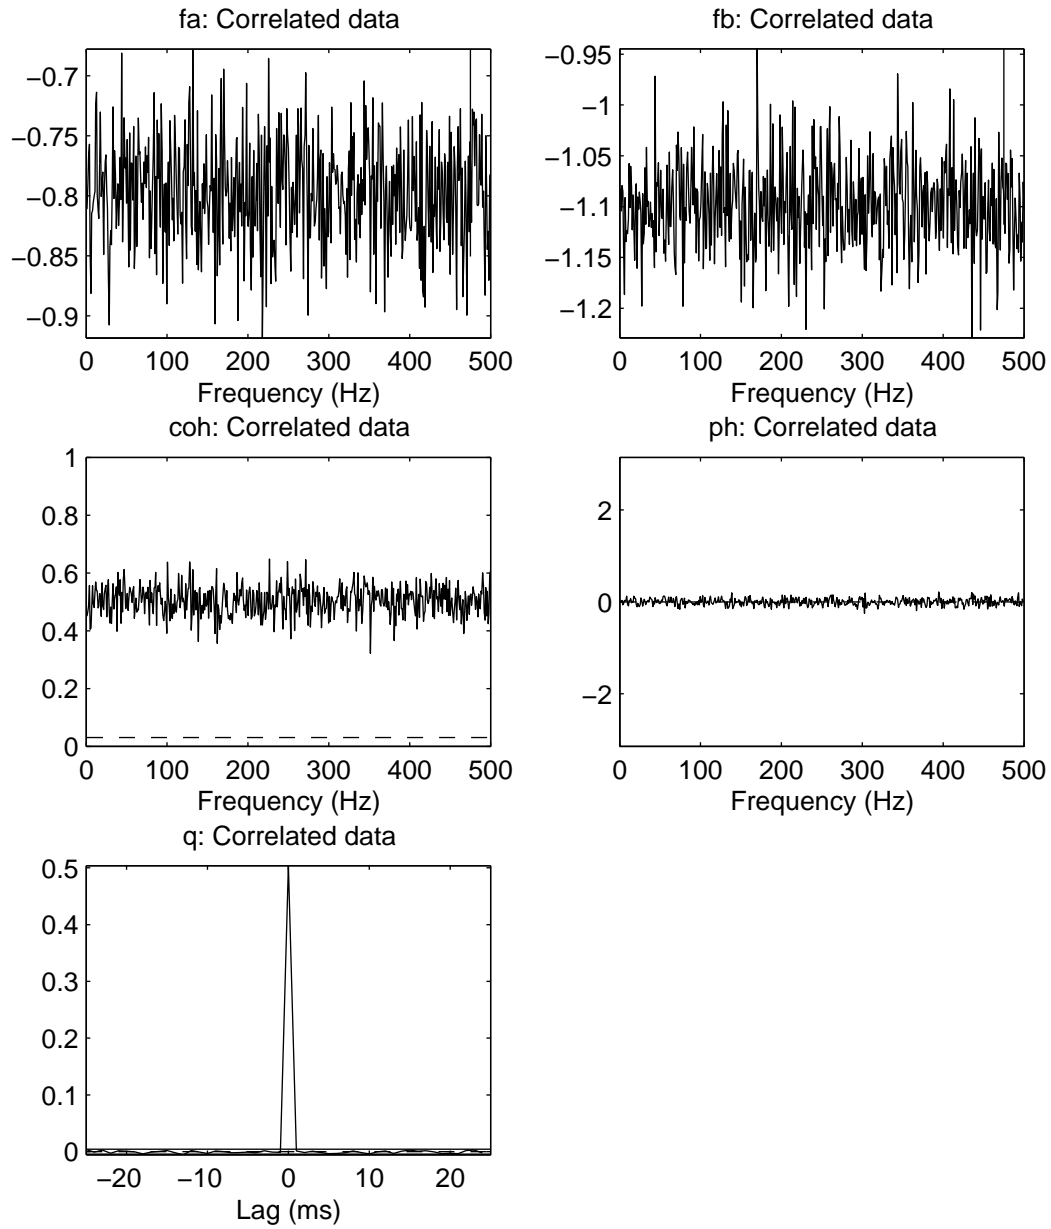 fa: Correlated data
fb: Correlated data
−0.7
−0.75
−0.8
−0.85
−0.9
0 100 200 300 400 500
Frequency (Hz)
−0.95
−1
−1.05
−1.1
−1.15
−1.2
0 100 200 300 400 500
Frequency (Hz)
coh: Correlated data
ph: Correlated data
1
0.8
0.6
0.4
0.2
0
0 100 200 300 400 500
Frequency (Hz)
2
0
−2
0 100 200 300 400 500
Frequency (Hz)
q: Correlated data
0.5
0.4
0.3
0.2
0.1
0
−20 −10 0 10 20
Lag (ms)